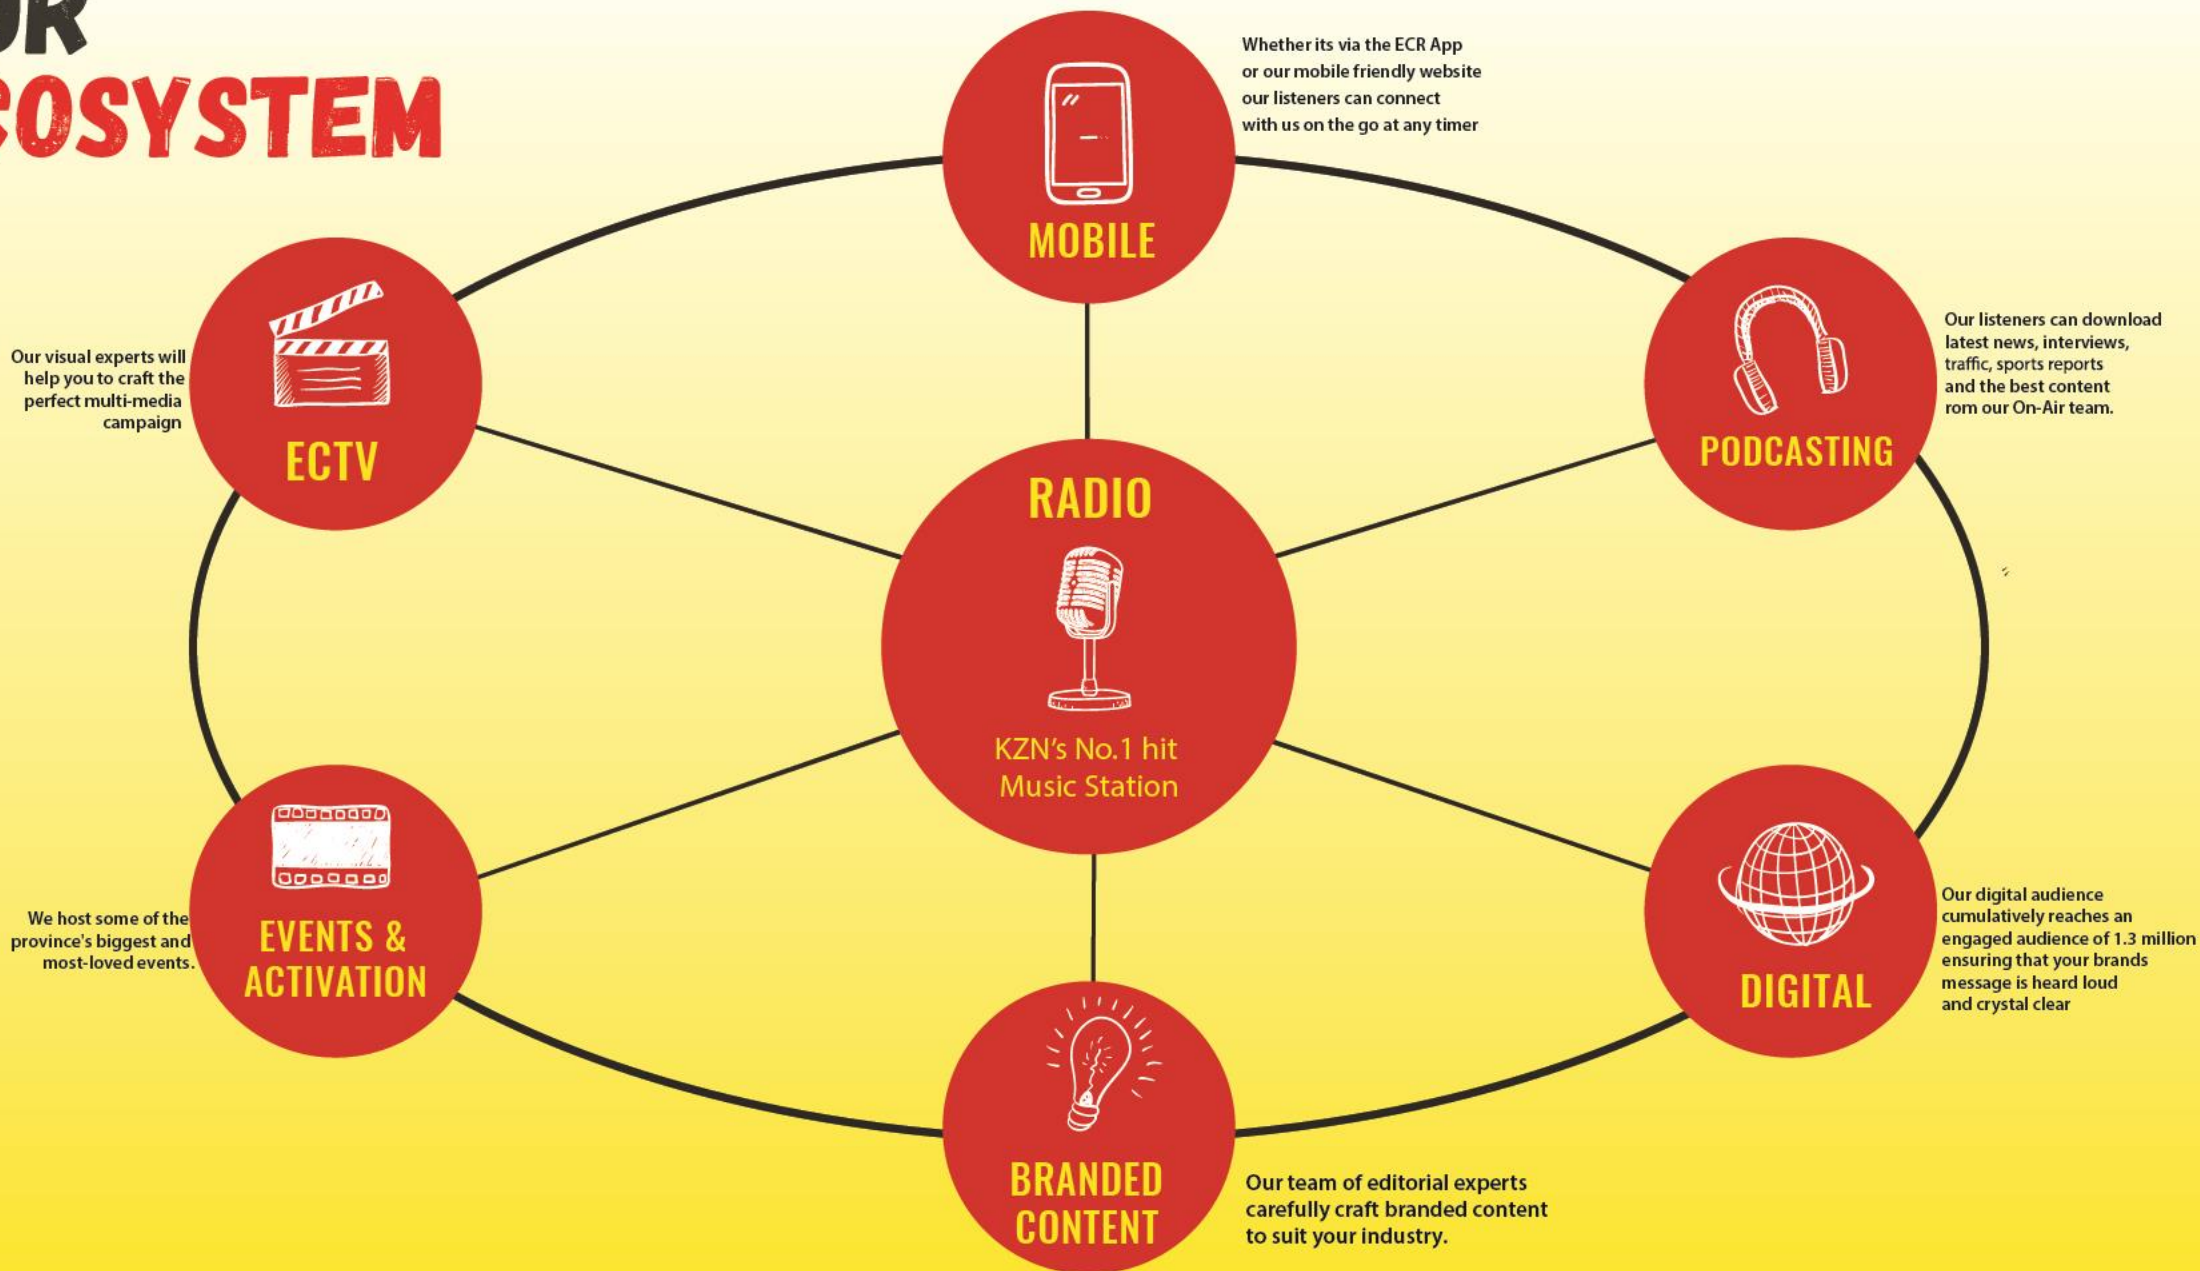 UR
COSYSTEM
MOBILE
Whether its via the ECR App
or our mobile friendly website
our listeners can connect
with us on the go at any timer
ECTV
Our visual experts will
help you to craft the
perfect multi-media
campaign
PODCASTING
Our listeners can download
latest news, interviews,
traffic, sports reports
and the best content
rom our On-Air team.
RADIO
KZN's No.1 hit
Music Station
EVENTS &
ACTIVATION
We host some of the
province's biggest and
most-loved events.
DIGITAL
Our digital audience
cumulatively reaches an
engaged audience of 1.3 million
ensuring that your brands
message is heard loud
and crystal clear
BRANDED
CONTENT
Our team of editorial experts
carefully craft branded content
to suit your industry.